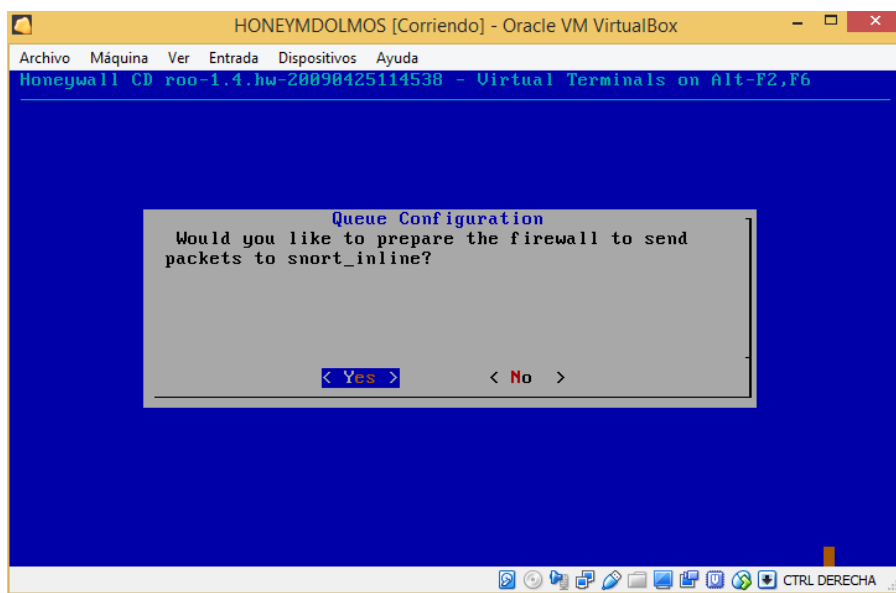 HONEYMDOLMOS [Corriendo] - Oracle VM VirtualBox
Archivo Máquina Ver Entrada Dispositivos Ayuda
Honeywall CD roo-1.4.hw-20090425114538 - Virtual Terminals on Alt-F2,F6
Queue Configuration
Would you like to prepare the firewall to send
packets to snort_inline?
< Yes > < No >
CTRL DERECHA